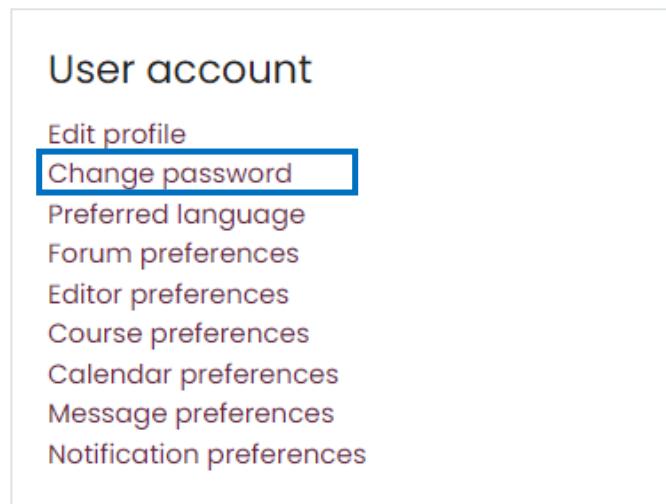 User account
Edit profile
Change password
Preferred language
Forum preferences
Editor preferences
Course preferences
Calendar preferences
Message preferences
Notification preferences